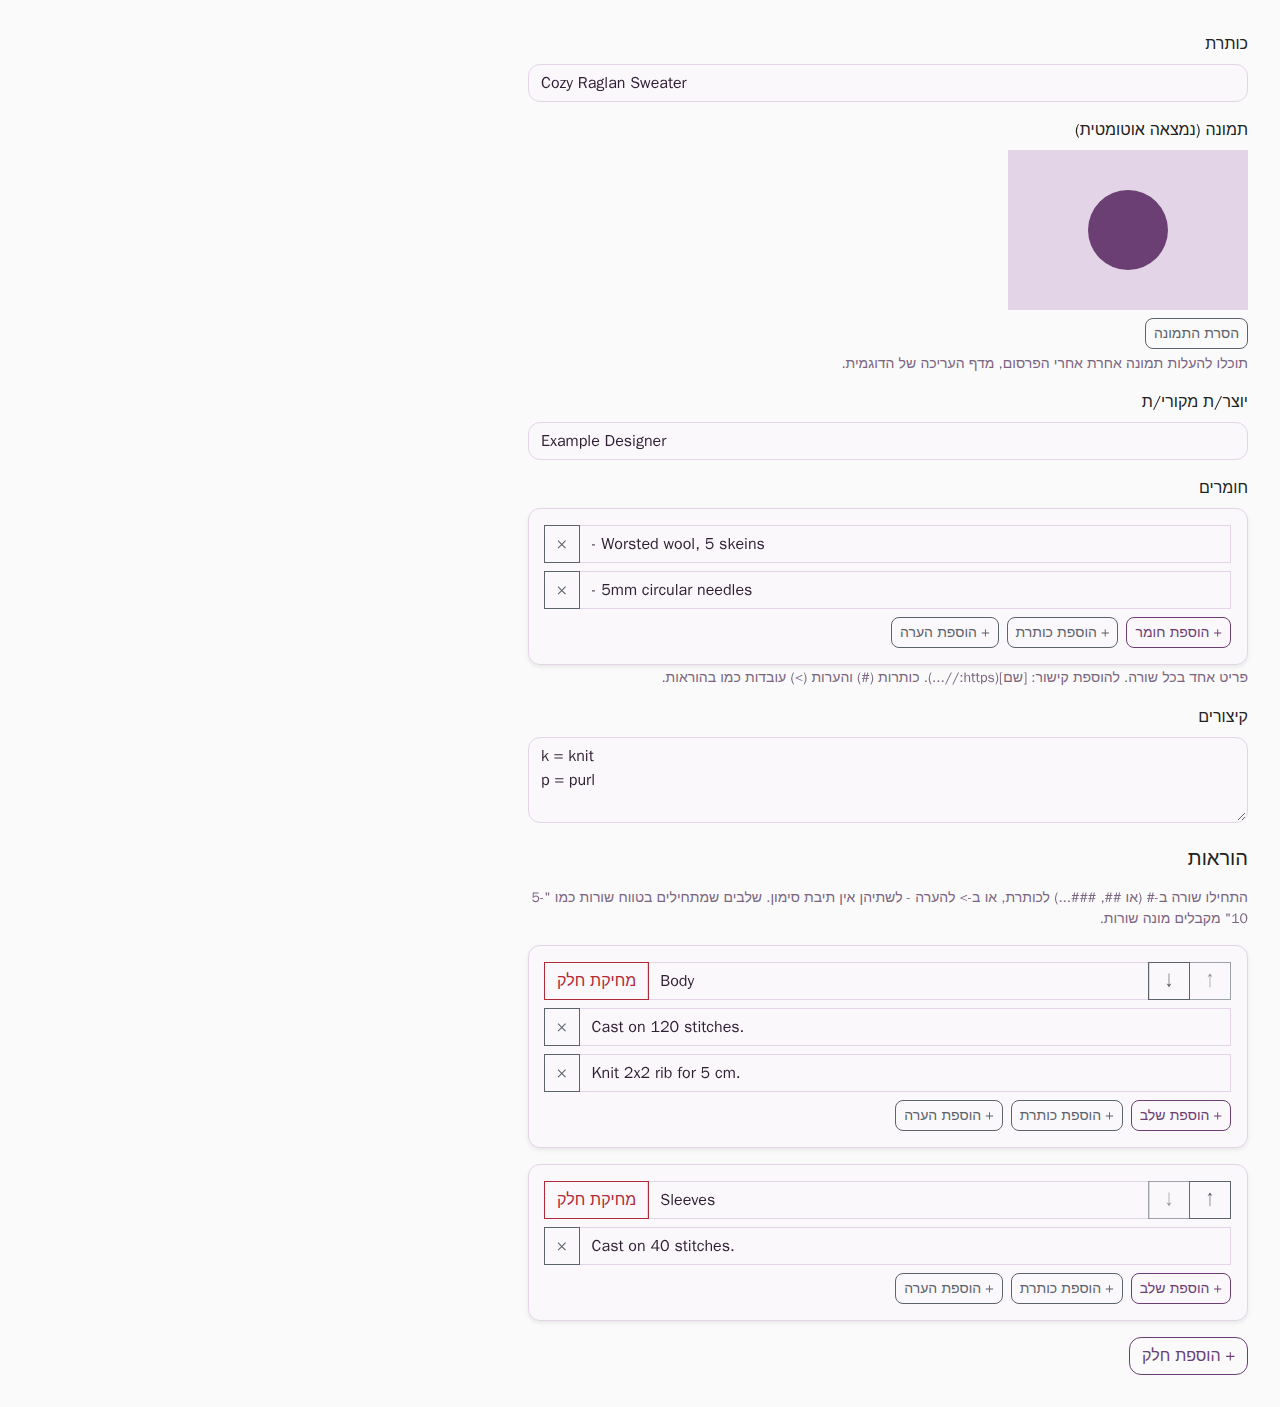 כותרת
Cozy Raglan Sweater
תמונה (נמצאה אוטומטית)
הסרת התמונה
תוכלו להעלות תמונה אחרת אחרי הפרסום, מדף העריכה של הדוגמית.
יוצר/ת מקורי/ת
Example Designer
חומרים
- Worsted wool, 5 skeins ×
- 5mm circular needles ×
+ הוספת חומר + הוספת כותרת + הוספת הערה
פריט אחד בכל שורה. להוספת קישור: [שם](https://...). כותרות (#) והערות (>) עובדות כמו בהוראות.
קיצורים
k = knit
p = purl
הוראות
התחילו שורה ב-# (או ##, ###...) לכותרת, או ב-> להערה - לשתיהן אין תיבת סימון. שלבים שמתחילים בטווח שורות כמו "5-
10" מקבלים מונה שורות.
↑ ↓ Body מחיקת חלק
Cast on 120 stitches. ×
Knit 2x2 rib for 5 cm. ×
+ הוספת שלב + הוספת כותרת + הוספת הערה
↑ ↓ Sleeves מחיקת חלק
Cast on 40 stitches. ×
+ הוספת שלב + הוספת כותרת + הוספת הערה
+ הוספת חלק